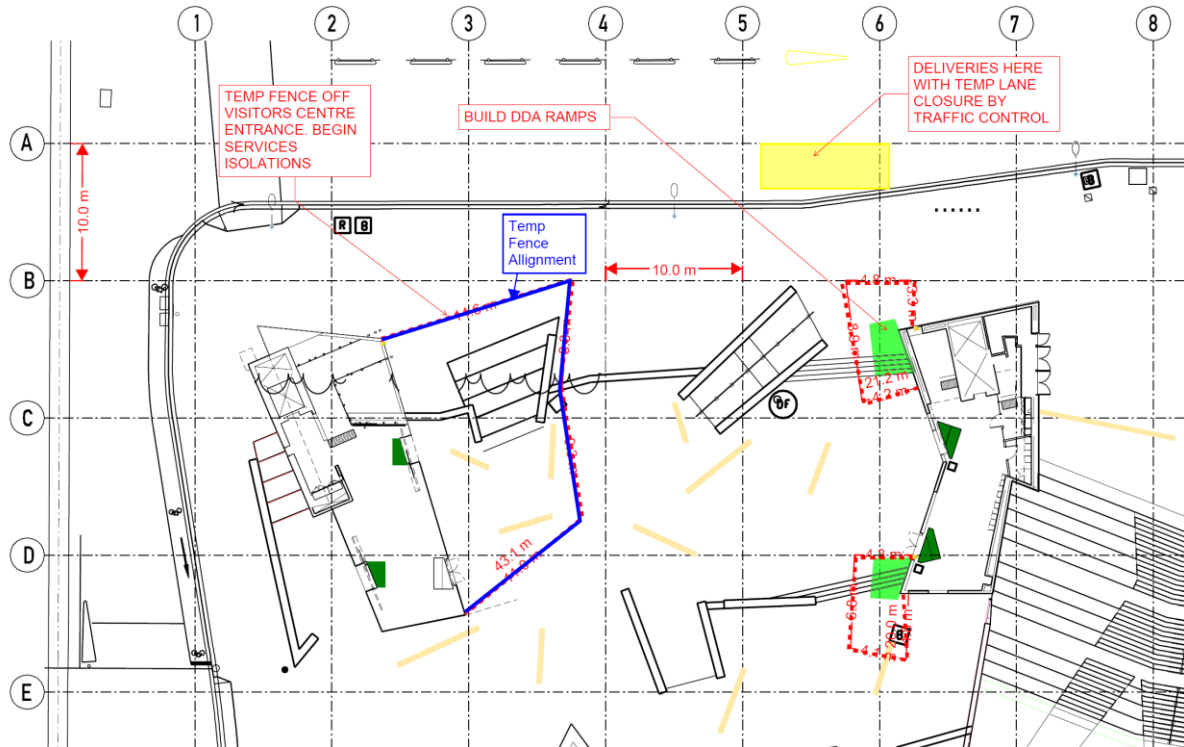 1 2 3 4 5 6 7 8
TEMP FENCE OFF
VISITORS CENTRE
ENTRANCE. BEGIN
SERVICES
ISOLATIONS
BUILD DDA RAMPS
DELIVERIES HERE
WITH TEMP LANE
CLOSURE BY
TRAFFIC CONTROL
A
10.0 m
B
R B
Temp
Fence
Allignment
B
10.0 m
4.8 m
8.9 m
21.2 m
4.2 m
C
DF
D
43.1 m
4.8 m
6.8 m
B
E